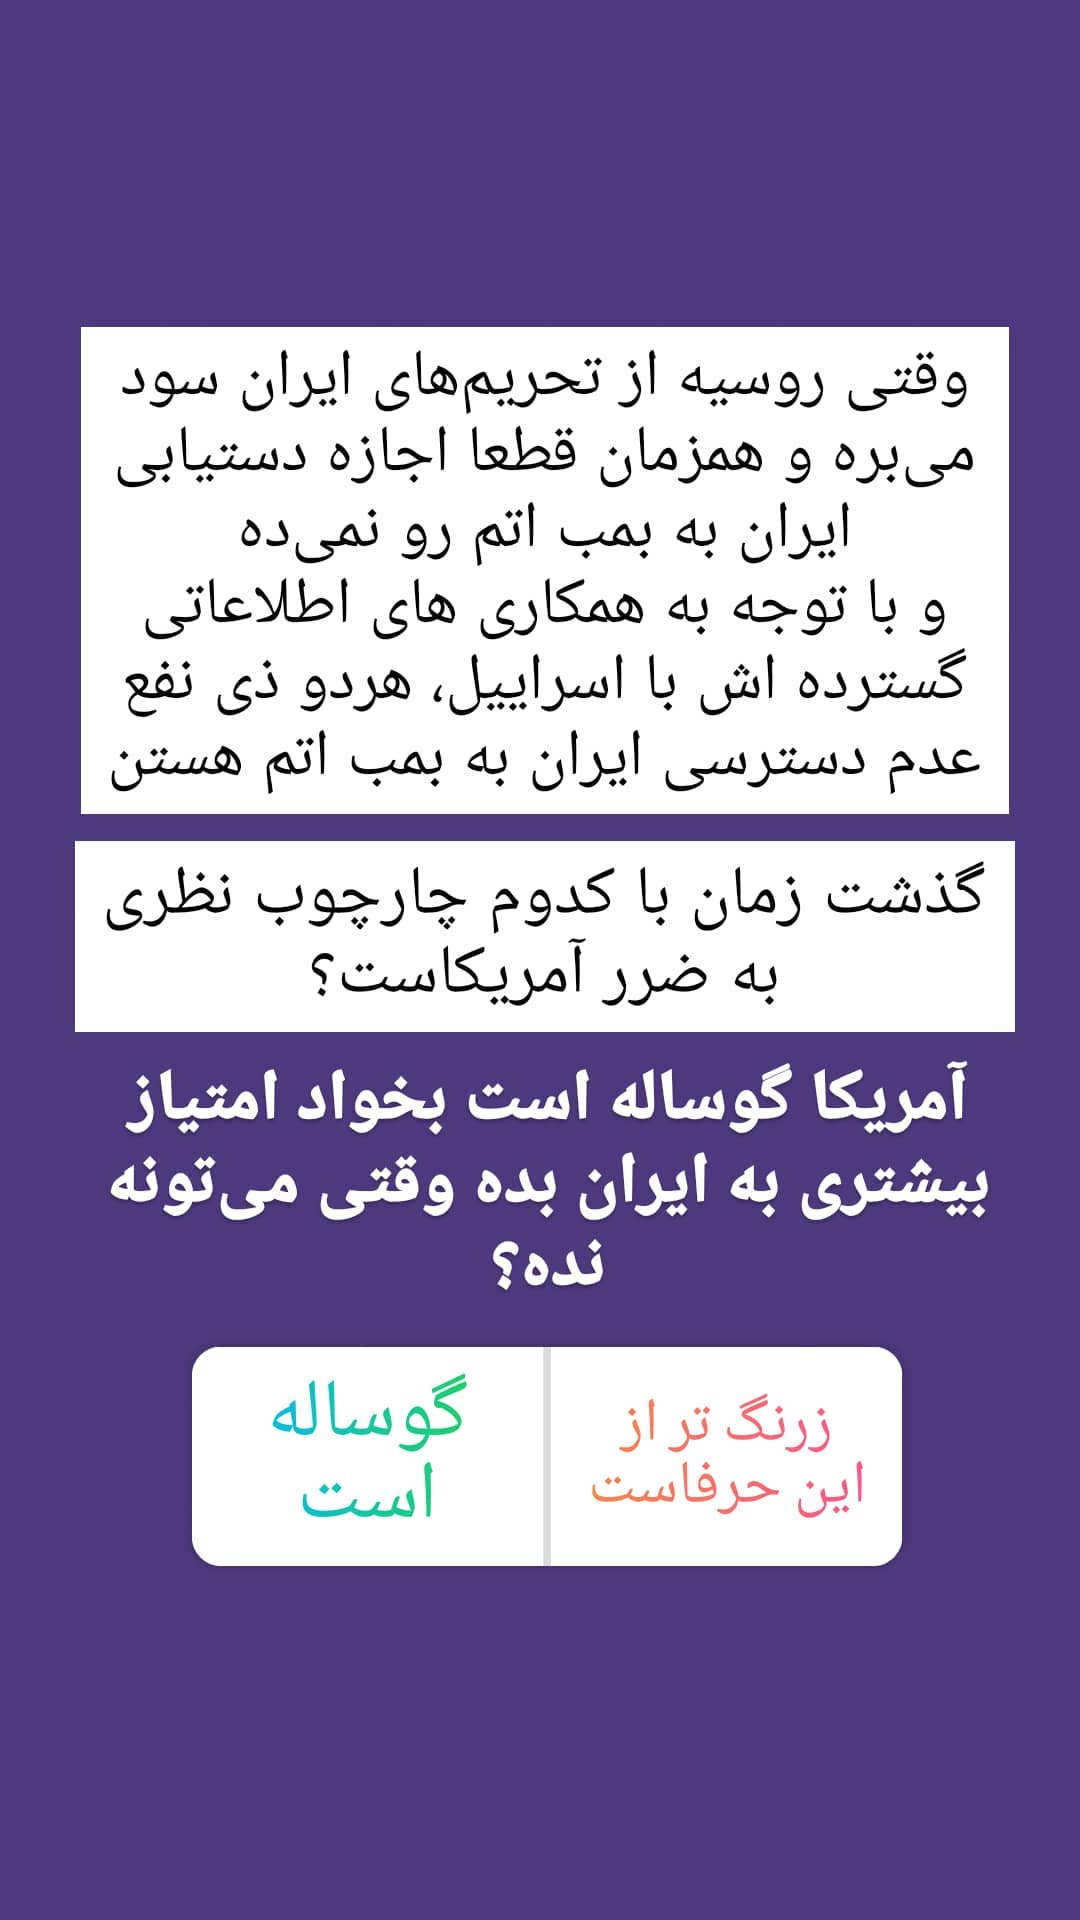 وقتی روسیه از تحریم‌های ایران سود
می‌بره و همزمان قطعا اجازه دستیابی
ایران به بمب اتم رو نمی‌ده
و با توجه به همکاری های اطلاعاتی
گسترده اش با اسراییل، هردو ذی نفع
عدم دسترسی ایران به بمب اتم هستن
گذشت زمان با کدوم چارچوب نظری
به ضرر آمریکاست؟
آمریکا گوساله است بخواد امتیاز
بیشتری به ایران بده وقتی می‌تونه
نده؟
زرنگ تر از
این حرفاست
گوساله
است